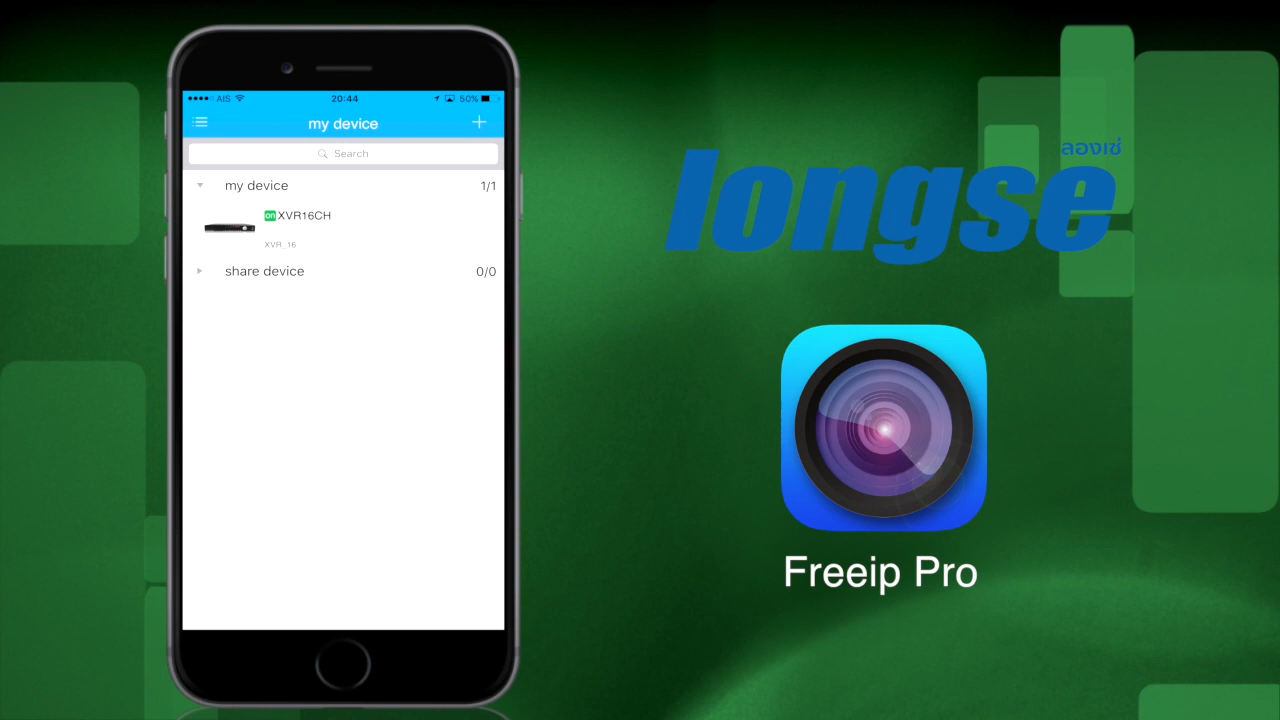 AIS 20:44 50%
my device
Search
my device 1/1
on XVR16CH
XVR_16
share device 0/0
ลองเซ่
longse
Freeip Pro